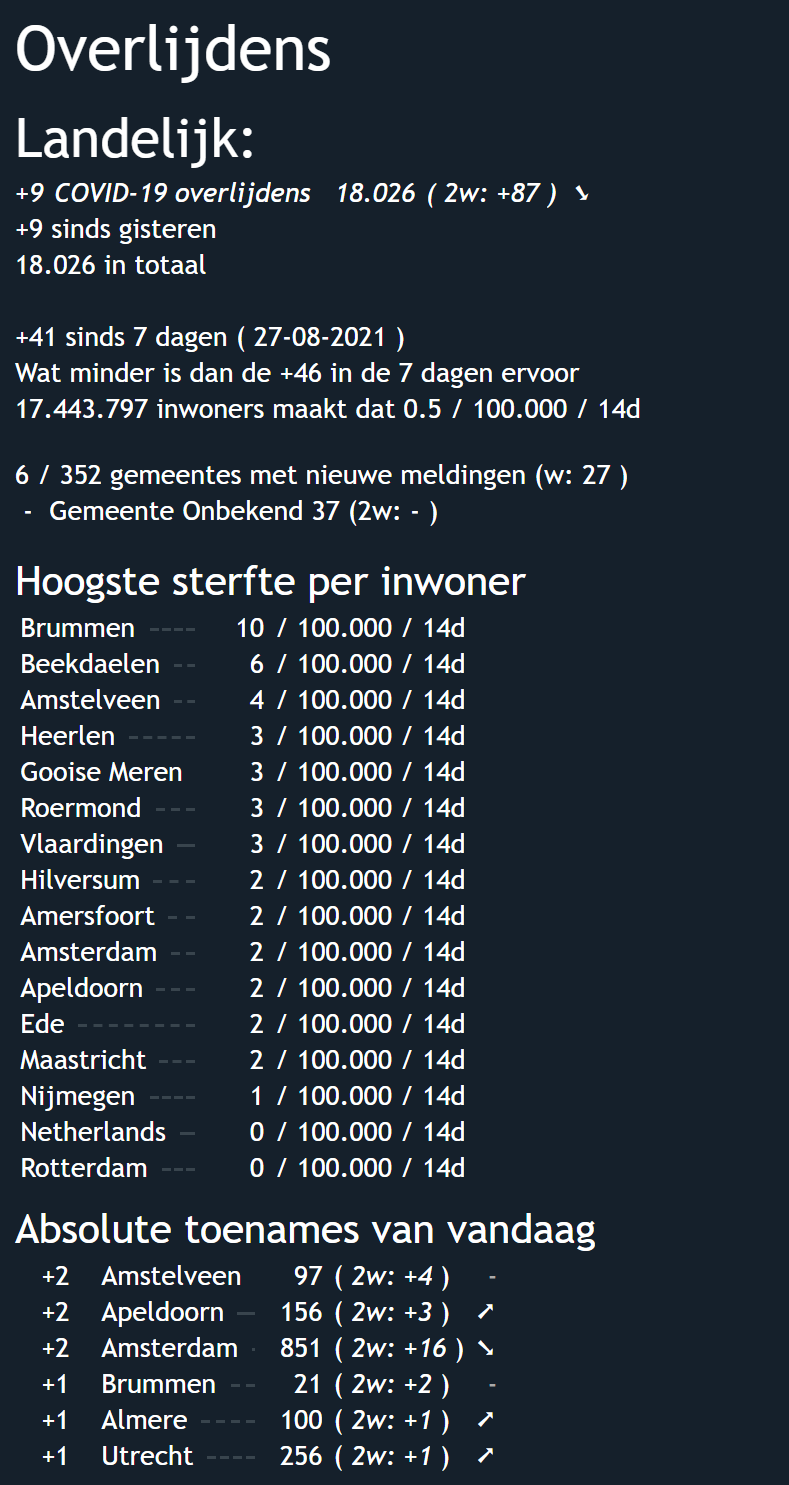 Overlijdens
Landelijk:
+9 COVID-19 overlijdens 18.026 ( 2w: +87 ) ➘
+9 sinds gisteren
18.026 in totaal
+41 sinds 7 dagen ( 27-08-2021 )
Wat minder is dan de +46 in de 7 dagen ervoor
17.443.797 inwoners maakt dat 0.5 / 100.000 / 14d
6 / 352 gemeentes met nieuwe meldingen (w: 27 )
- Gemeente Onbekend 37 (2w: - )
Hoogste sterfte per inwoner
Brummen ---- 10 / 100.000 / 14d
Beekdaelen -- 6 / 100.000 / 14d
Amstelveen -- 4 / 100.000 / 14d
Heerlen ----- 3 / 100.000 / 14d
Gooise Meren 3 / 100.000 / 14d
Roermond --- 3 / 100.000 / 14d
Vlaardingen — 3 / 100.000 / 14d
Hilversum --- 2 / 100.000 / 14d
Amersfoort -- 2 / 100.000 / 14d
Amsterdam -- 2 / 100.000 / 14d
Apeldoorn --- 2 / 100.000 / 14d
Ede -------- 2 / 100.000 / 14d
Maastricht --- 2 / 100.000 / 14d
Nijmegen ---- 1 / 100.000 / 14d
Netherlands — 0 / 100.000 / 14d
Rotterdam --- 0 / 100.000 / 14d
Absolute toenames van vandaag
+2 Amstelveen 97 ( 2w: +4 ) -
+2 Apeldoorn — 156 ( 2w: +3 ) ➚
+2 Amsterdam · 851 ( 2w: +16 ) ➘
+1 Brummen -- 21 ( 2w: +2 ) -
+1 Almere ---- 100 ( 2w: +1 ) ➚
+1 Utrecht ---- 256 ( 2w: +1 ) ➚